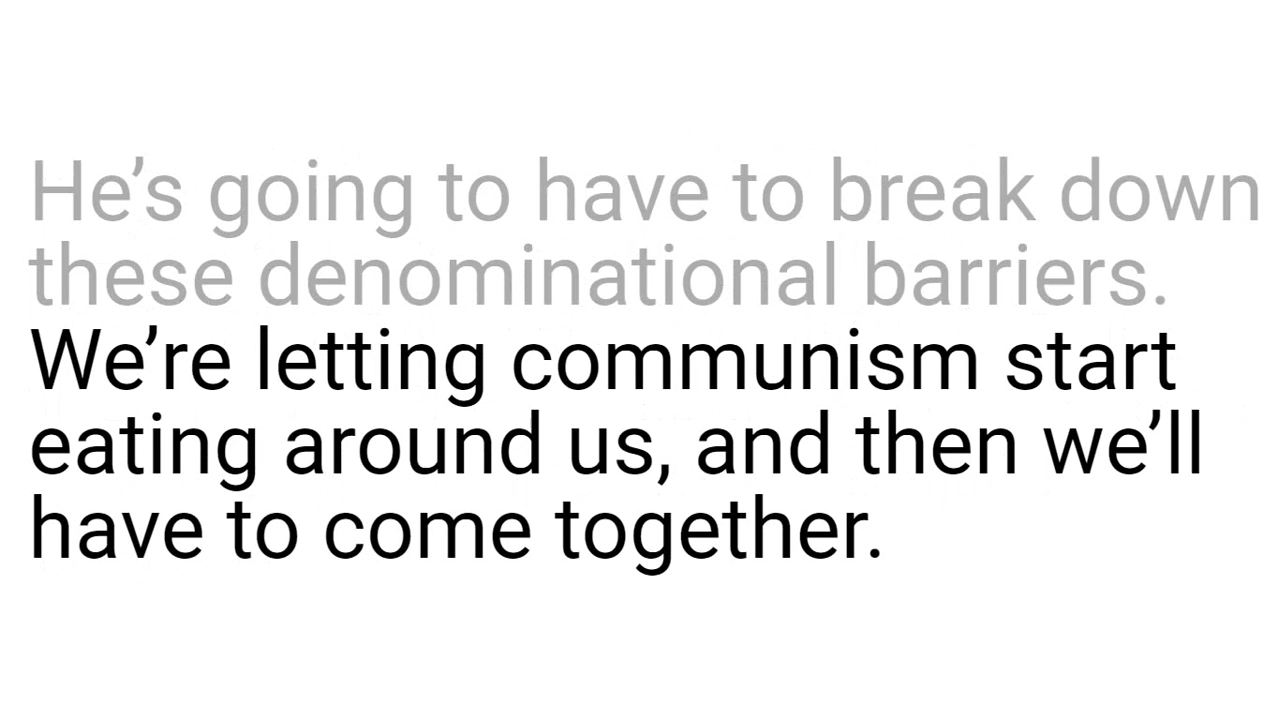 He’s going to have to break down
these denominational barriers.
We’re letting communism start
eating around us, and then we’ll
have to come together.